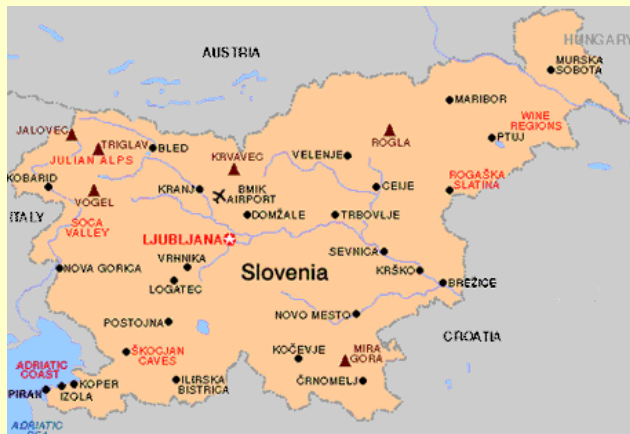 AUSTRIA
HUNGARY
MURSKA
SOBOTA
MARIBOR
WINE
REGIONS
PTUJ
JALOVEC
TRIGLAV
JULIAN ALPS
BLED
KRVAVEC
ROGLA
VELENJE
KOBARID
VOGEL
KRANJ
BMIK
AIRPORT
CEIJE
ROGAŠKA
SLATINA
ITALY
SOCA
VALLEY
DOMŽALE
TRBOVLJE
LJUBLJANA
SEVNICA
VRHNIKA
NOVA GORICA
LOGATEC
Slovenia
KRŠKO
BREŽICE
POSTOJNA
NOVO MESTO
CROATIA
ŠKOCJAN
CAVES
KOČEVJE
MIRA
GORA
ADRIATIC
COAST
PIRAN
KOPER
IZOLA
ILIRSKA
BISTRICA
ČRNOMELJ
ADRIATIC
SEA